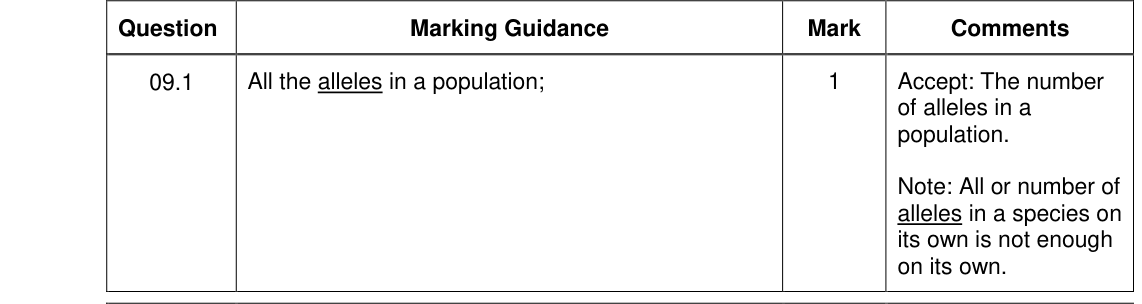 Question Marking Guidance Mark Comments
09.1 All the alleles in a population; 1 Accept: The number
of alleles in a
population.
Note: All or number of
alleles in a species on
its own is not enough
on its own.